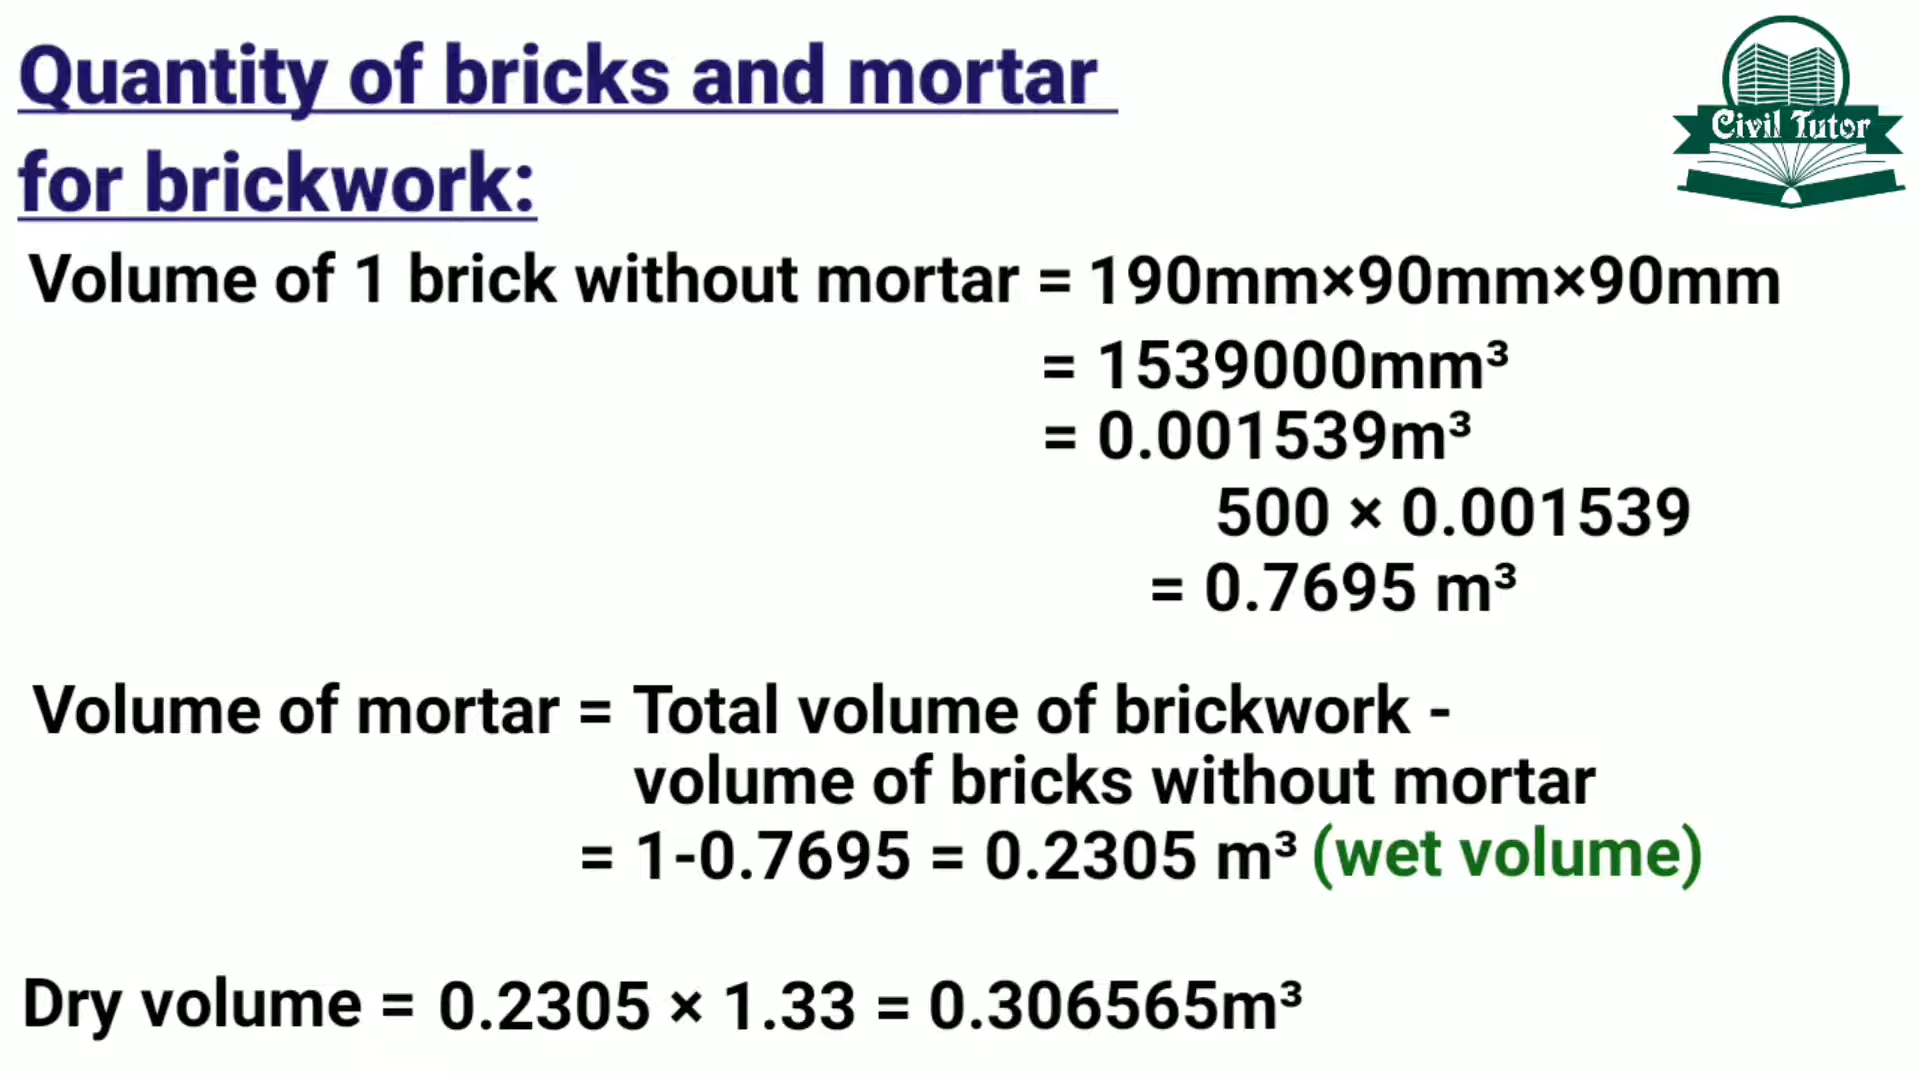 Quantity of bricks and mortar
for brickwork:
Civil Tutor
Volume of 1 brick without mortar = 190mm×90mm×90mm
= 1539000mm³
= 0.001539m³
500 × 0.001539
= 0.7695 m³
Volume of mortar = Total volume of brickwork -
volume of bricks without mortar
= 1-0.7695 = 0.2305 m³ (wet volume)
Dry volume = 0.2305 × 1.33 = 0.306565m³